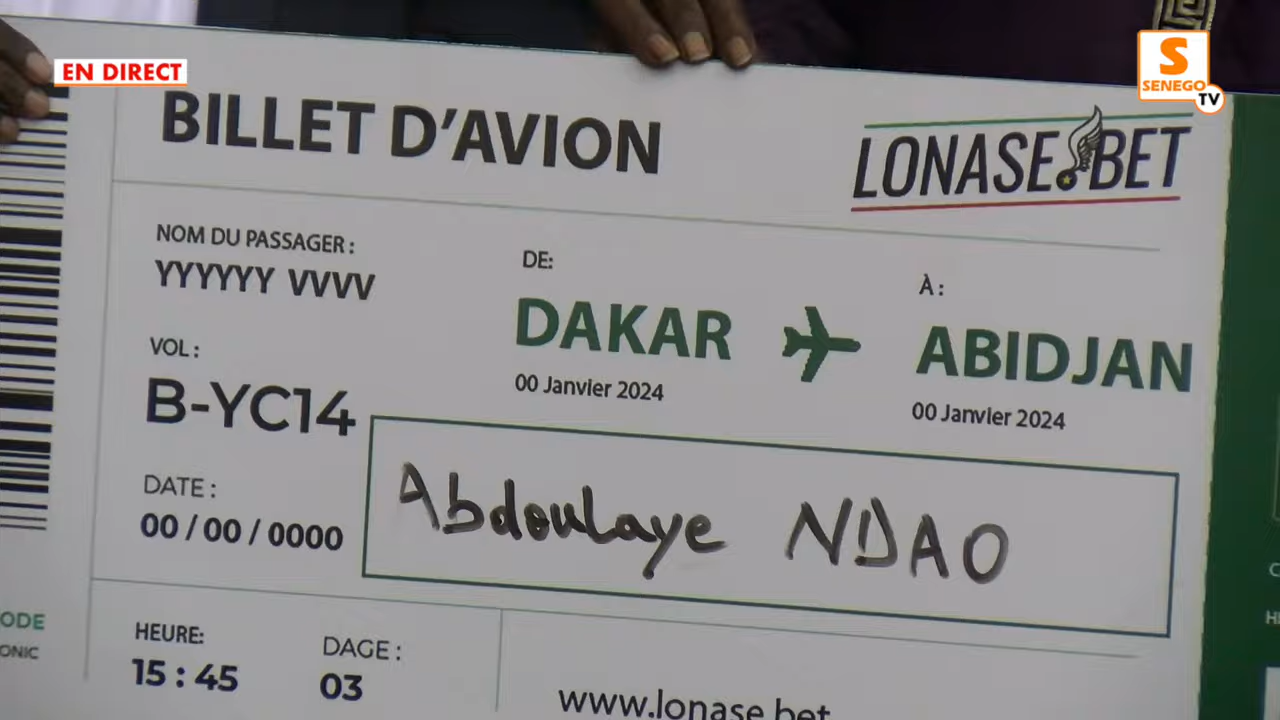 EN DIRECT
S
SENEGO
TV
BILLET D'AVION
LONASE.BET
NOM DU PASSAGER :
YYYYYY VVVV
DE:
DAKAR
00 Janvier 2024
À :
ABIDJAN
00 Janvier 2024
VOL :
B-YC14
DATE :
00 / 00 / 0000
Abdoulaye NDAO
HEURE:
15 : 45
DAGE :
03
www.lonase.bet
ODE
ONIC